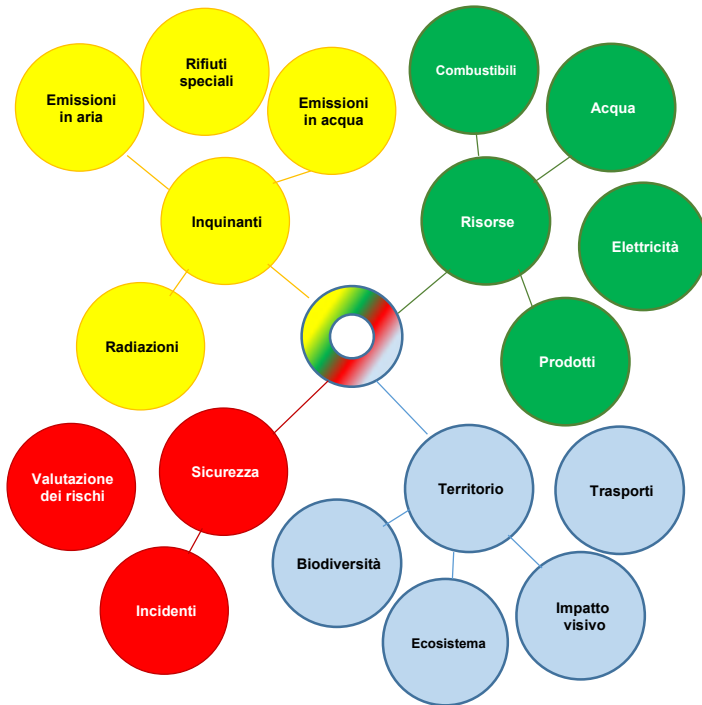 Emissioni
in aria
Rifiuti
speciali
Emissioni
in acqua
Inquinanti
Radiazioni
Combustibili
Acqua
Risorse
Elettricità
Prodotti
Valutazione
dei rischi
Sicurezza
Incidenti
Territorio
Trasporti
Biodiversità
Ecosistema
Impatto
visivo